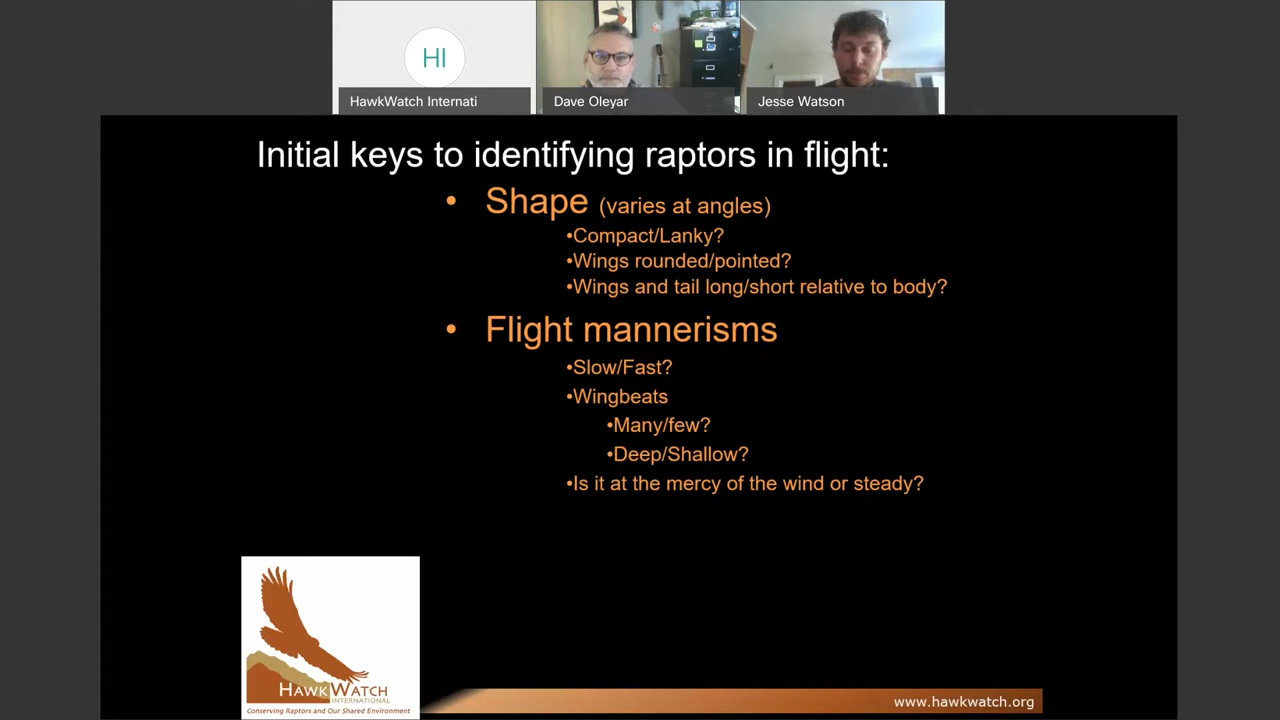 HI
HawkWatch Internati
Dave Oleyar
Jesse Watson
Initial keys to identifying raptors in flight:
• Shape (varies at angles)
•Compact/Lanky?
•Wings rounded/pointed?
•Wings and tail long/short relative to body?
• Flight mannerisms
•Slow/Fast?
•Wingbeats
•Many/few?
•Deep/Shallow?
•Is it at the mercy of the wind or steady?
HAWKWATCH
INTERNATIONAL
Conserving Raptors and Our Shared Environment
www.hawkwatch.org